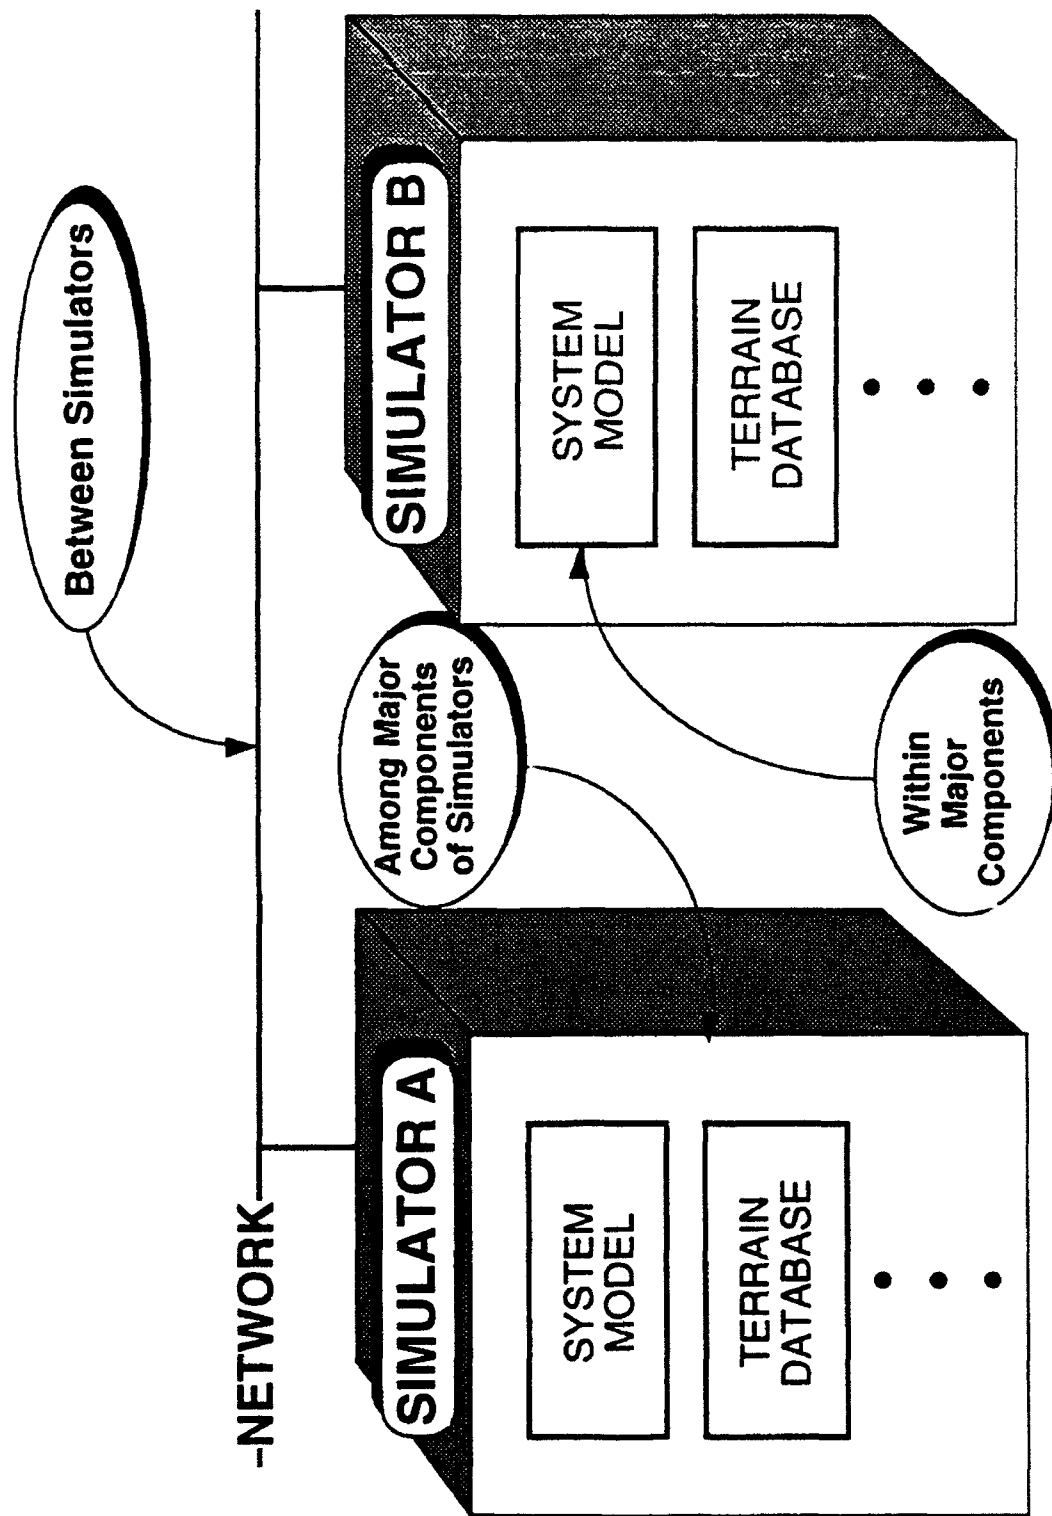 Between Simulators
-NETWORK
SIMULATOR A
SYSTEM
MODEL
TERRAIN
DATABASE
Among Major
Components
of Simulators
Within
Major
Components
SIMULATOR B
SYSTEM
MODEL
TERRAIN
DATABASE